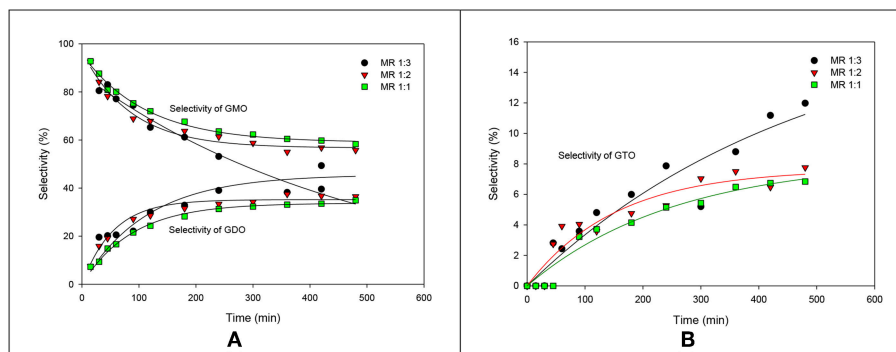 100
80
60
40
20
0
Selectivity (%)
MR 1:3
MR 1:2
MR 1:1
Selectivity of GMO
Selectivity of GDO
0 100 200 300 400 500 600
Time (min)
A
16
14
12
10
8
6
4
2
0
Selectivity (%)
MR 1:3
MR 1:2
MR 1:1
Selectivity of GTO
0 100 200 300 400 500 600
Time (min)
B